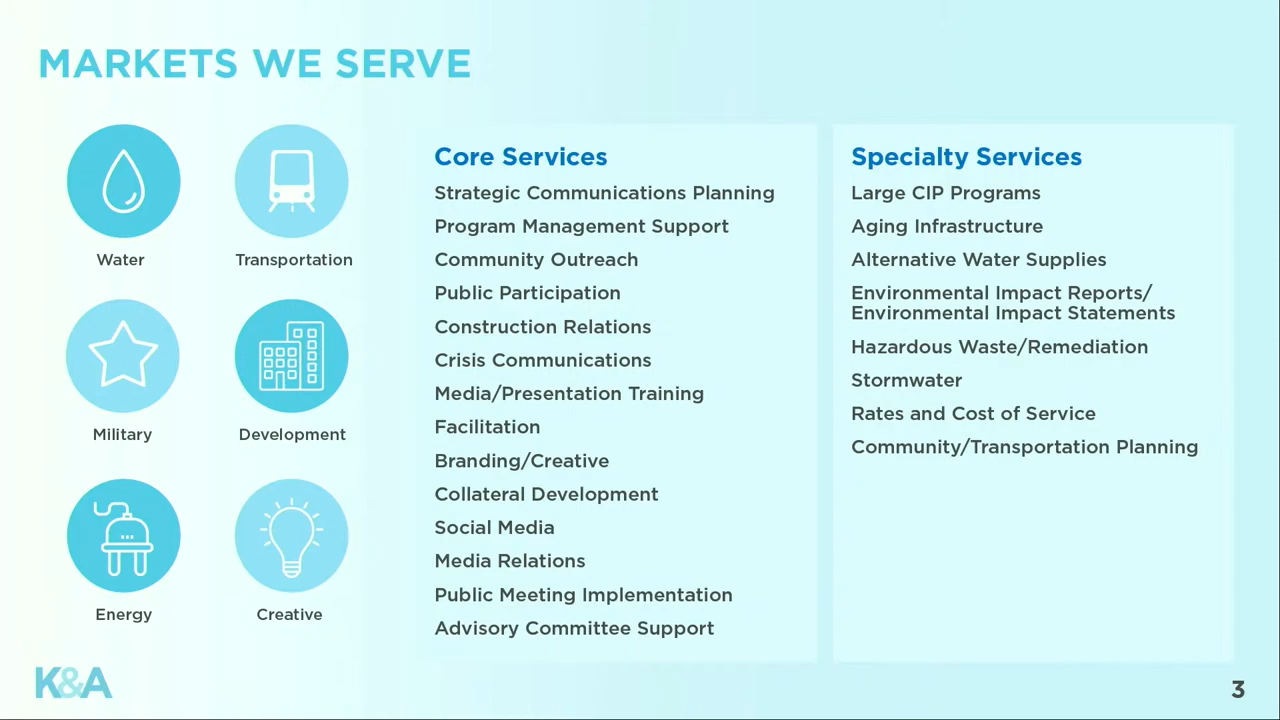 MARKETS WE SERVE
Water
Transportation
Military
Development
Energy
Creative
Core Services
Strategic Communications Planning
Program Management Support
Community Outreach
Public Participation
Construction Relations
Crisis Communications
Media/Presentation Training
Facilitation
Branding/Creative
Collateral Development
Social Media
Media Relations
Public Meeting Implementation
Advisory Committee Support
Specialty Services
Large CIP Programs
Aging Infrastructure
Alternative Water Supplies
Environmental Impact Reports/
Environmental Impact Statements
Hazardous Waste/Remediation
Stormwater
Rates and Cost of Service
Community/Transportation Planning
K&A
3